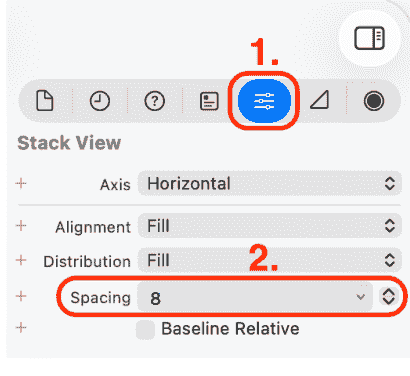 1.
?
Stack View
+ Axis Horizontal
+ Alignment Fill
+ Distribution Fill
2.
+ Spacing 8
+ Baseline Relative